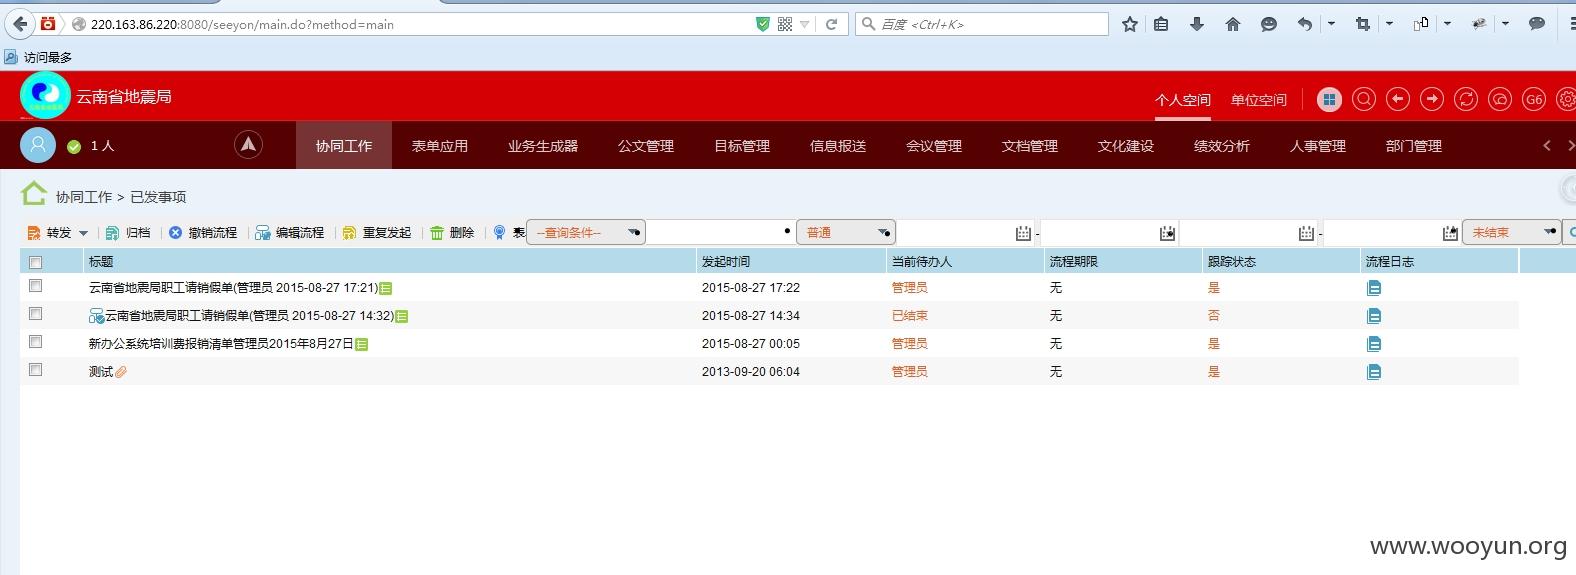 220.163.86.220:8080/seeyon/main.do?method=main
百度 <Ctrl+K>
访问最多
云南省地震局
个人空间 单位空间 G6
1 人 协同工作 表单应用 业务生成器 公文管理 目标管理 信息报送 会议管理 文档管理 文化建设 绩效分析 人事管理 部门管理
协同工作 > 已发事项
转发 归档 撤销流程 编辑流程 重复发起 删除 表 --查询条件-- 普通 - - 未结束
标题 发起时间 当前待办人 流程期限 跟踪状态 流程日志
云南省地震局职工请销假单(管理员 2015-08-27 17:21) 2015-08-27 17:22 管理员 无 是
云南省地震局职工请销假单(管理员 2015-08-27 14:32) 2015-08-27 14:34 已结束 无 否
新办公系统培训费报销清单管理员2015年8月27日 2015-08-27 00:05 管理员 无 是
测试 2013-09-20 06:04 管理员 无 是
www.wooyun.org